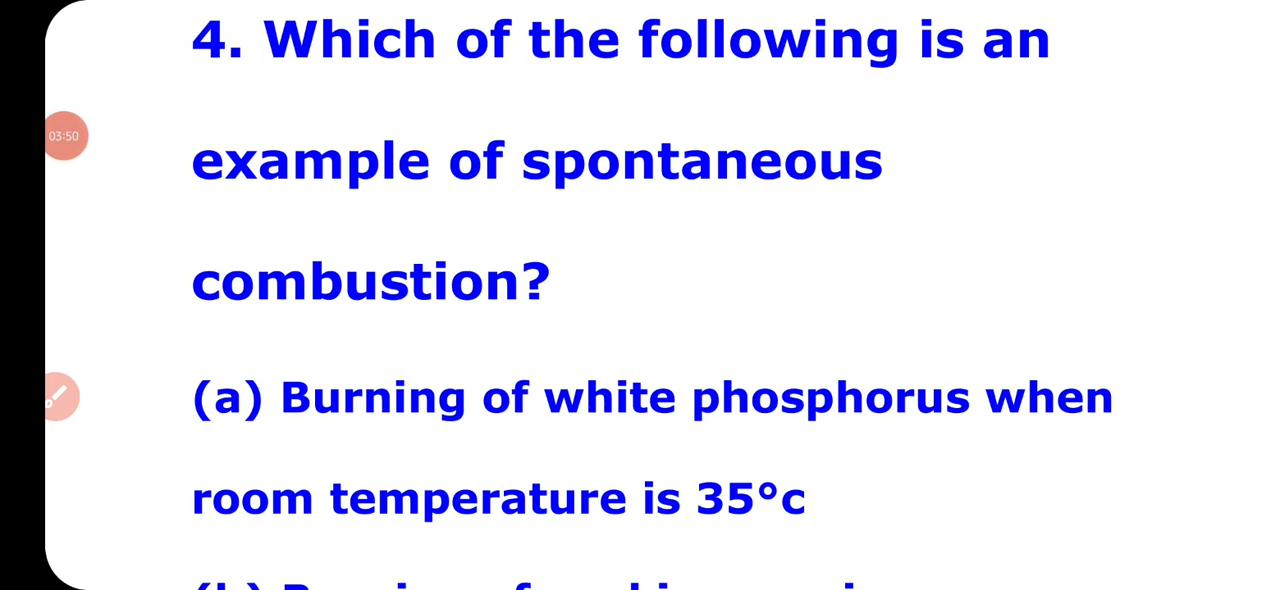 4. Which of the following is an
03:50
example of spontaneous
combustion?
(a) Burning of white phosphorus when
room temperature is 35°c